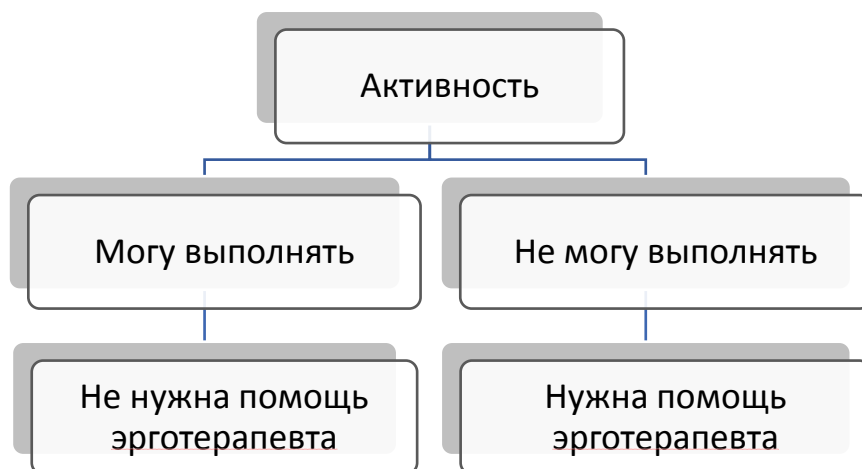 Активность
Могу выполнять
Не могу выполнять
Не нужна помощь
эрготерапевта
Нужна помощь
эрготерапевта